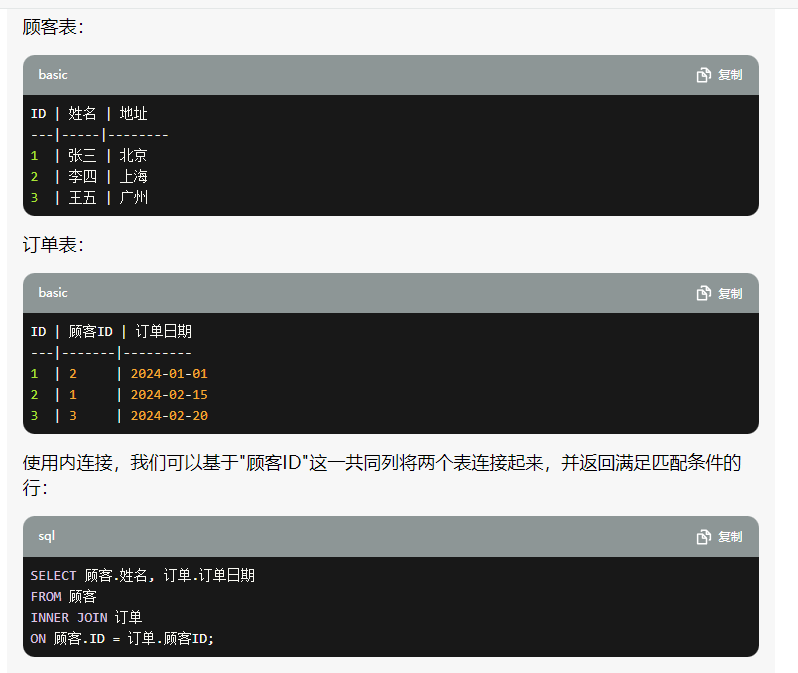 顾客表：
basic
复制
ID | 姓名 | 地址
---|-----|--------
1  | 张三 | 北京
2  | 李四 | 上海
3  | 王五 | 广州
订单表：
basic
复制
ID | 顾客ID | 订单日期
---|-------|---------
1  | 2     | 2024-01-01
2  | 1     | 2024-02-15
3  | 3     | 2024-02-20
使用内连接，我们可以基于"顾客ID"这一共同列将两个表连接起来，并返回满足匹配条件的
行：
sql
复制
SELECT 顾客.姓名, 订单.订单日期
FROM 顾客
INNER JOIN 订单
ON 顾客.ID = 订单.顾客ID;